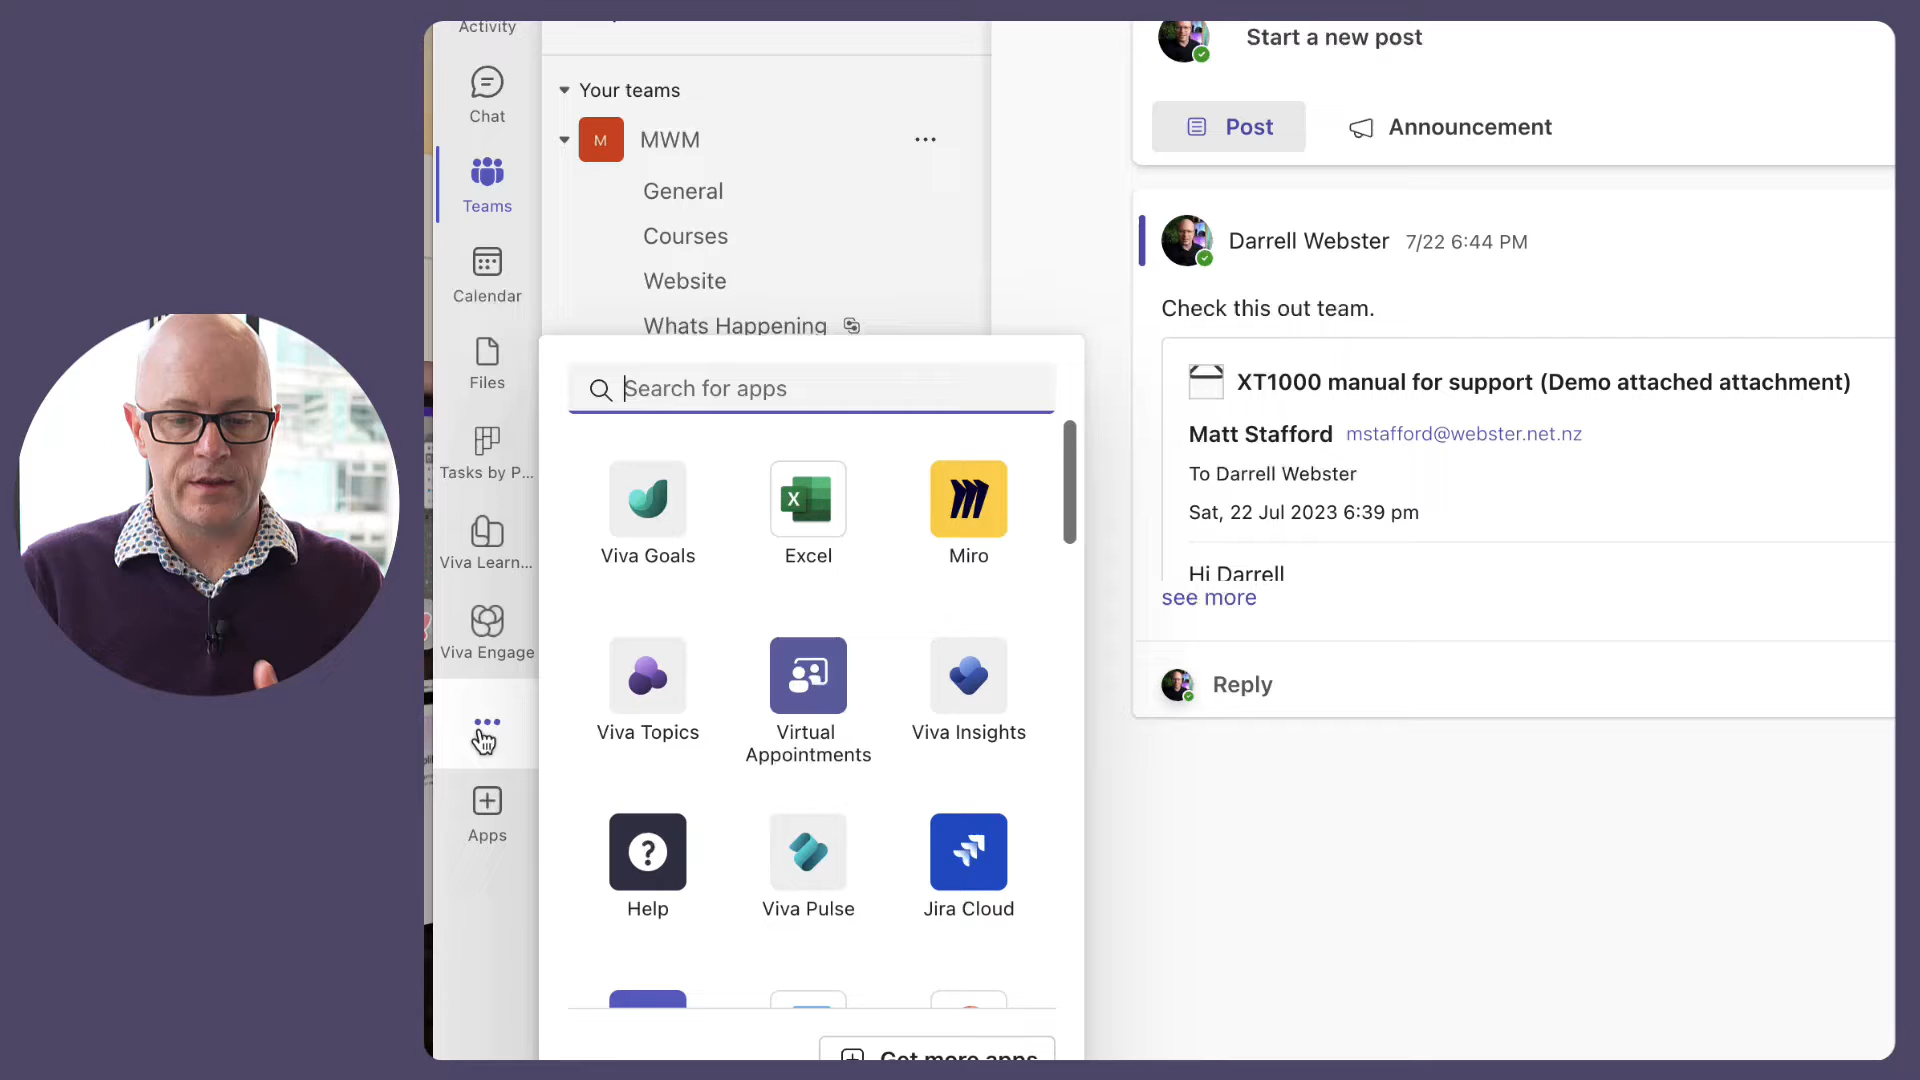 Activity
Chat
Teams
Calendar
Files
Tasks by P...
Viva Learn...
Viva Engage
Apps
Your teams
M MWM
General
Courses
Website
Whats Happening
Search for apps
Viva Goals
Excel
Miro
Viva Topics
Virtual
Appointments
Viva Insights
Help
Viva Pulse
Jira Cloud
Get more apps
Start a new post
Post
Announcement
Darrell Webster 7/22 6:44 PM
Check this out team.
XT1000 manual for support (Demo attached attachment)
Matt Stafford mstafford@webster.net.nz
To Darrell Webster
Sat, 22 Jul 2023 6:39 pm
Hi Darrell
see more
Reply